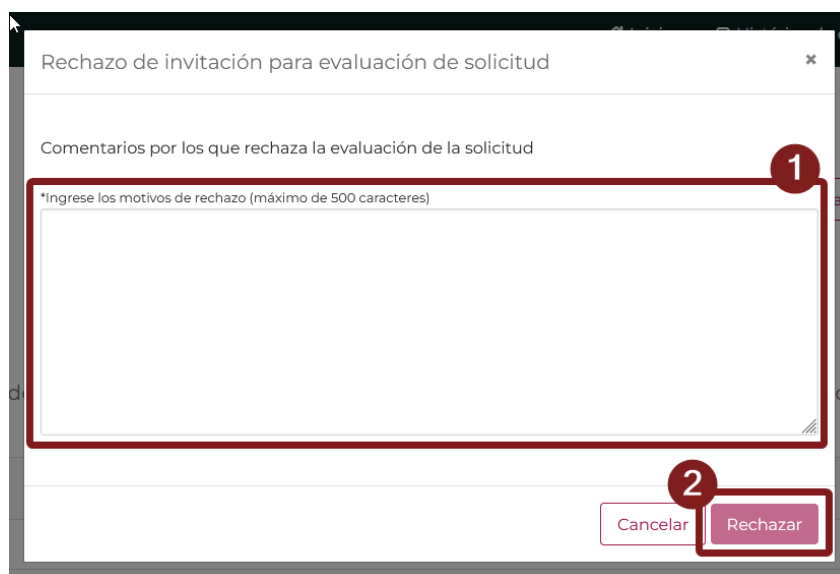 Rechazo de invitación para evaluación de solicitud
×
Comentarios por los que rechaza la evaluación de la solicitud
1
*Ingrese los motivos de rechazo (máximo de 500 caracteres)
2
Cancelar
Rechazar